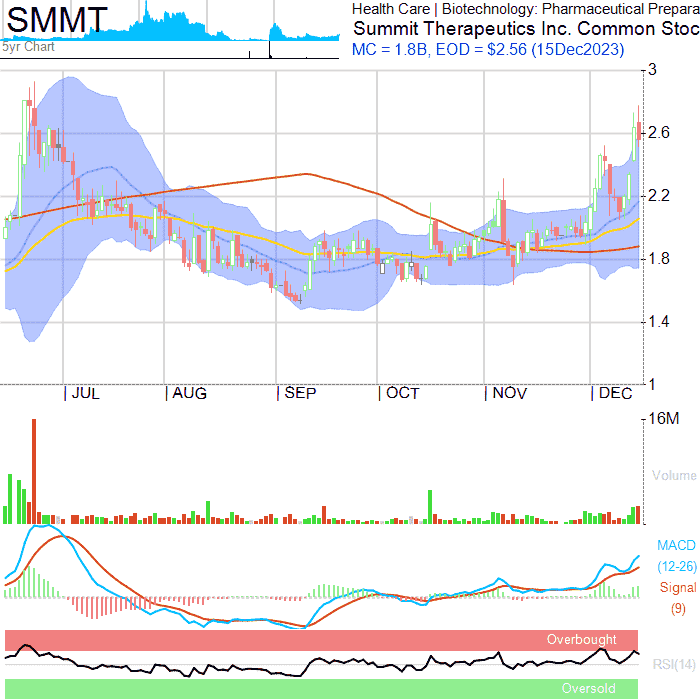 SMMT
5yr Chart
Health Care | Biotechnology: Pharmaceutical Prepara
Summit Therapeutics Inc. Common Stoc
MC = 1.8B, EOD = $2.56 (15Dec2023)
3
2.6
2.2
1.8
1.4
1
JUL
AUG
SEP
OCT
NOV
DEC
16M
Volume
MACD
(12-26)
Signal
(9)
Overbought
RSI(14)
Oversold